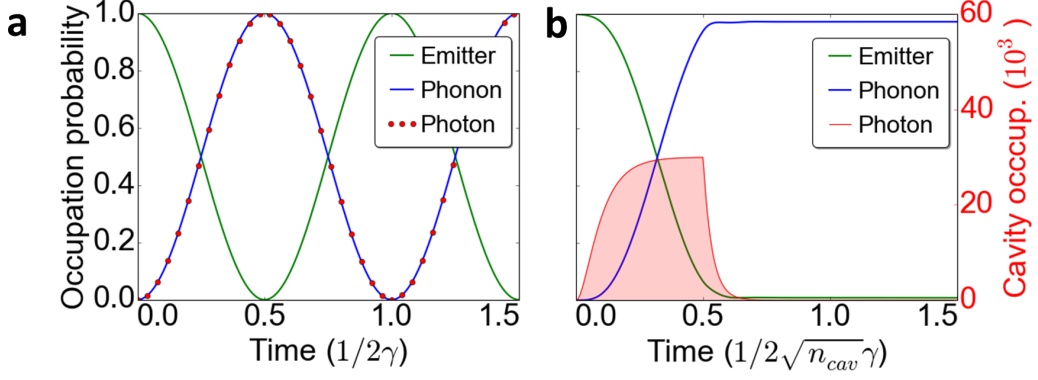 a
Occupation probability
1.0
0.8
0.6
0.4
0.2
0.0
Emitter
Phonon
Photon
0.0 0.5 1.0 1.5
Time (1/2γ)
b
Emitter
Phonon
Photon
60
40
20
0
Cavity occcup. (10³)
0.0 0.5 1.0 1.5
Time (1/2√n_cav γ)